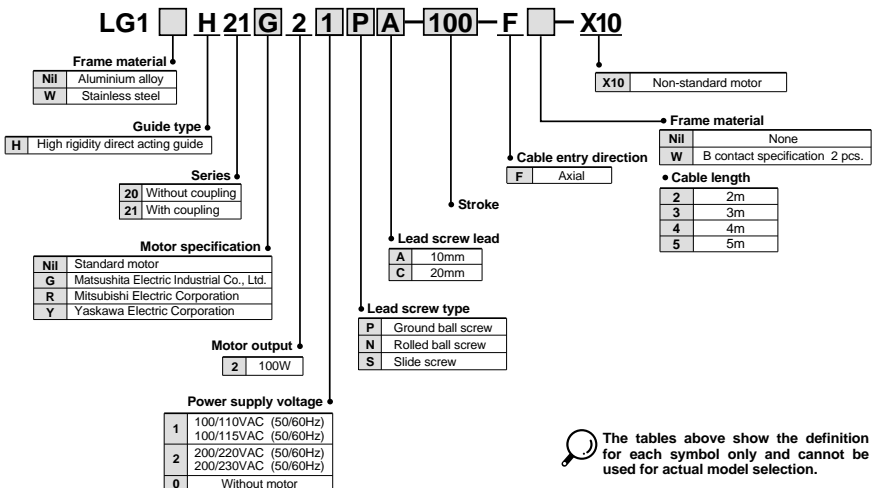 LG1 H 21 G 2 1 P A-100-F -X10
Frame material
Nil Aluminium alloy
W Stainless steel
Guide type
H High rigidity direct acting guide
Series
20 Without coupling
21 With coupling
Motor specification
Nil Standard motor
G Matsushita Electric Industrial Co., Ltd.
R Mitsubishi Electric Corporation
Y Yaskawa Electric Corporation
Motor output
2 100W
Power supply voltage
1 100/110VAC (50/60Hz)
100/115VAC (50/60Hz)
2 200/220VAC (50/60Hz)
200/230VAC (50/60Hz)
0 Without motor
Lead screw type
P Ground ball screw
N Rolled ball screw
S Slide screw
Lead screw lead
A 10mm
C 20mm
Stroke
Cable entry direction
F Axial
Frame material
Nil None
W B contact specification 2 pcs.
Cable length
2 2m
3 3m
4 4m
5 5m
X10 Non-standard motor
The tables above show the definition
for each symbol only and cannot be
used for actual model selection.